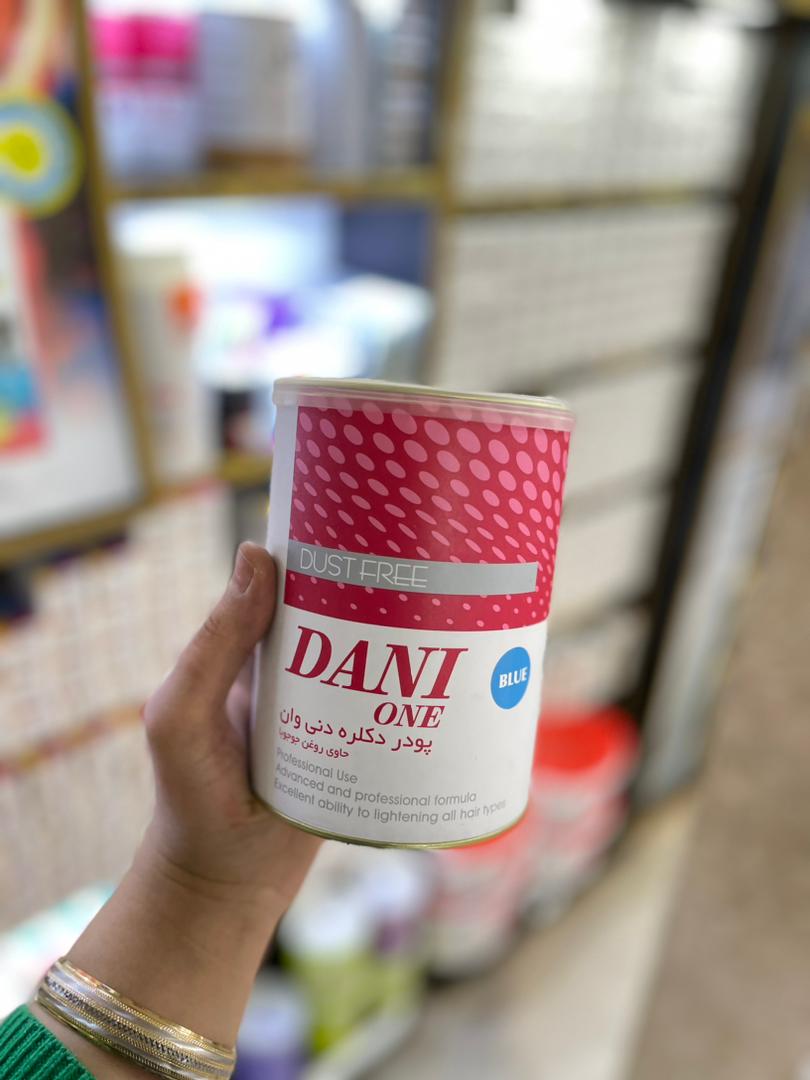 DUST FREE
DANI
ONE
BLUE
پودر دکلره دنی وان
حاوی روغن جوجوبا
Professional Use
Advanced and professional formula
Excellent ability to lightening all hair types